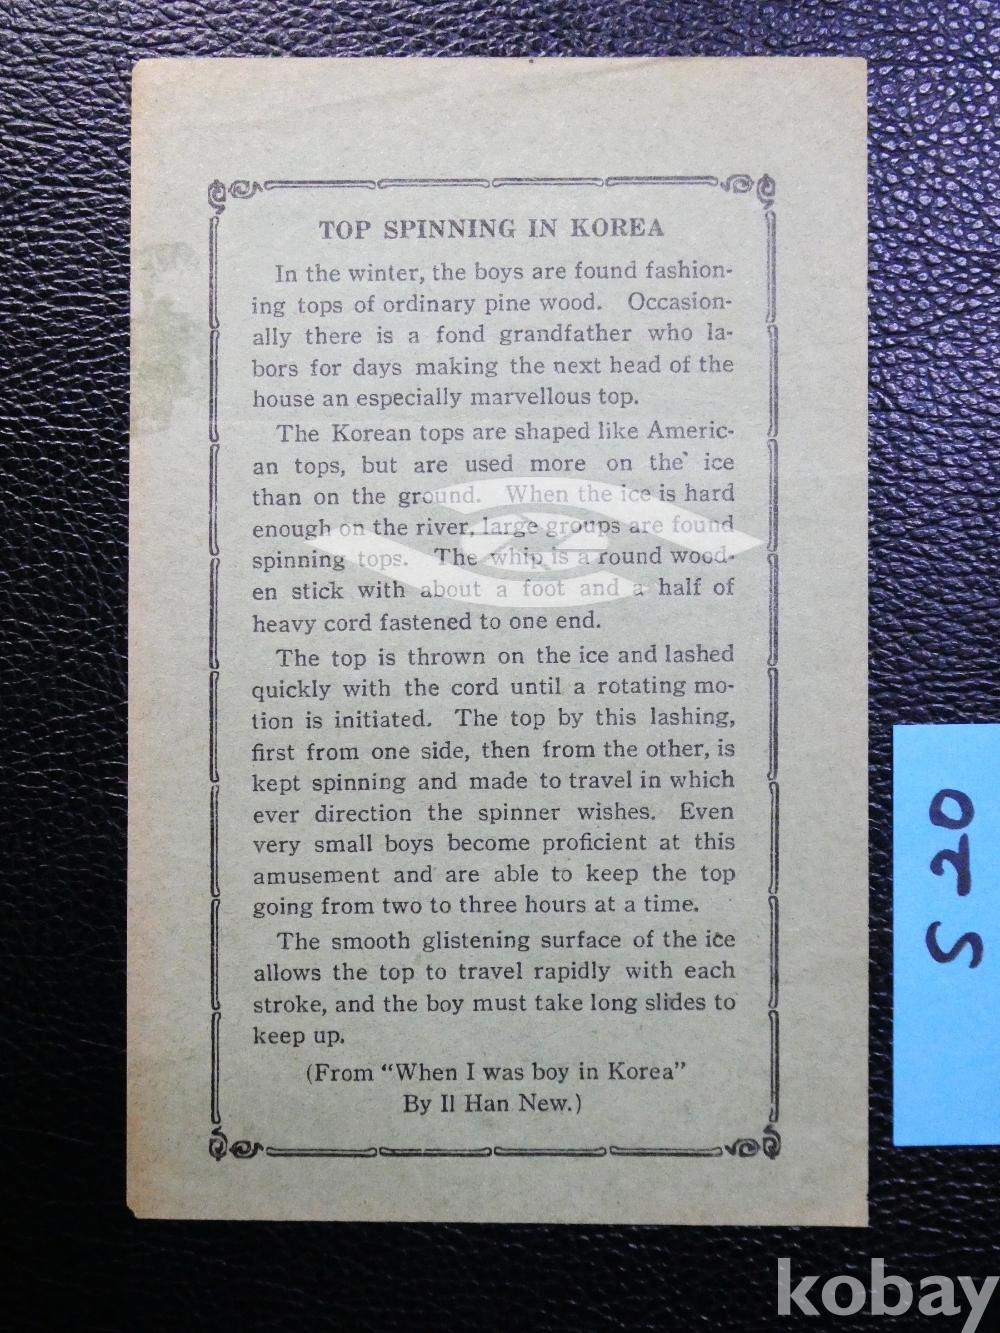 TOP SPINNING IN KOREA
In the winter, the boys are found fashion-
ing tops of ordinary pine wood. Occasion-
ally there is a fond grandfather who la-
bors for days making the next head of the
house an especially marvellous top.
The Korean tops are shaped like Americ-
an tops, but are used more on the ice
than on the ground. When the ice is hard
enough on the river, large groups are found
spinning tops. The whip is a round wood-
en stick with about a foot and a half of
heavy cord fastened to one end.
The top is thrown on the ice and lashed
quickly with the cord until a rotating mo-
tion is initiated. The top by this lashing,
first from one side, then from the other, is
kept spinning and made to travel in which
ever direction the spinner wishes. Even
very small boys become proficient at this
amusement and are able to keep the top
going from two to three hours at a time.
The smooth glistening surface of the ice
allows the top to travel rapidly with each
stroke, and the boy must take long slides to
keep up.
(From “When I was boy in Korea”
By Il Han New.)
S 20
kobay